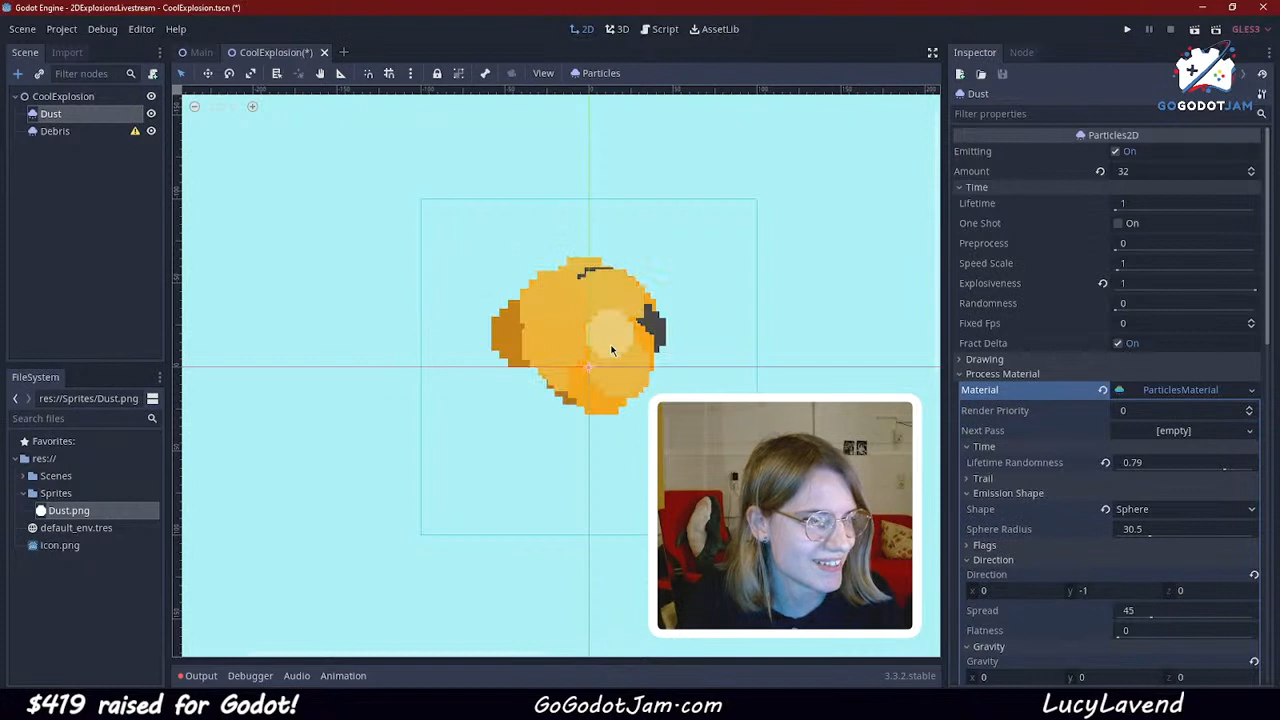 Godot Engine - 2DExplosionsLivestream - CoolExplosion.tscn (*)
Scene Project Debug Editor Help
2D 3D Script AssetLib
GLES3
Scene Import
Main CoolExplosion(*)
Inspector Node
Filter nodes
View Particles
CoolExplosion
Dust
Debris
GOGODOTJAM
Dust
Filter properties
Particles2D
Emitting On
Amount 32
Time
Lifetime 1
One Shot On
Preprocess 0
Speed Scale 1
Explosiveness 1
Randomness 0
Fixed Fps 0
Fract Delta On
Drawing
Process Material
Material ParticlesMaterial
Render Priority 0
Next Pass [empty]
Time
Lifetime Randomness 0.79
Trail
Emission Shape
Shape Sphere
Sphere Radius 30.5
Flags
Direction
Direction
x 0 y -1 z 0
Spread 45
Flatness 0
Gravity
Gravity
x 0 y 0 z 0
FileSystem
res://Sprites/Dust.png
Search files
Favorites:
res://
Scenes
Sprites
Dust.png
default_env.tres
icon.png
Output Debugger Audio Animation
3.3.2.stable
$419 raised for Godot! GoGodotJam.com LucyLavend